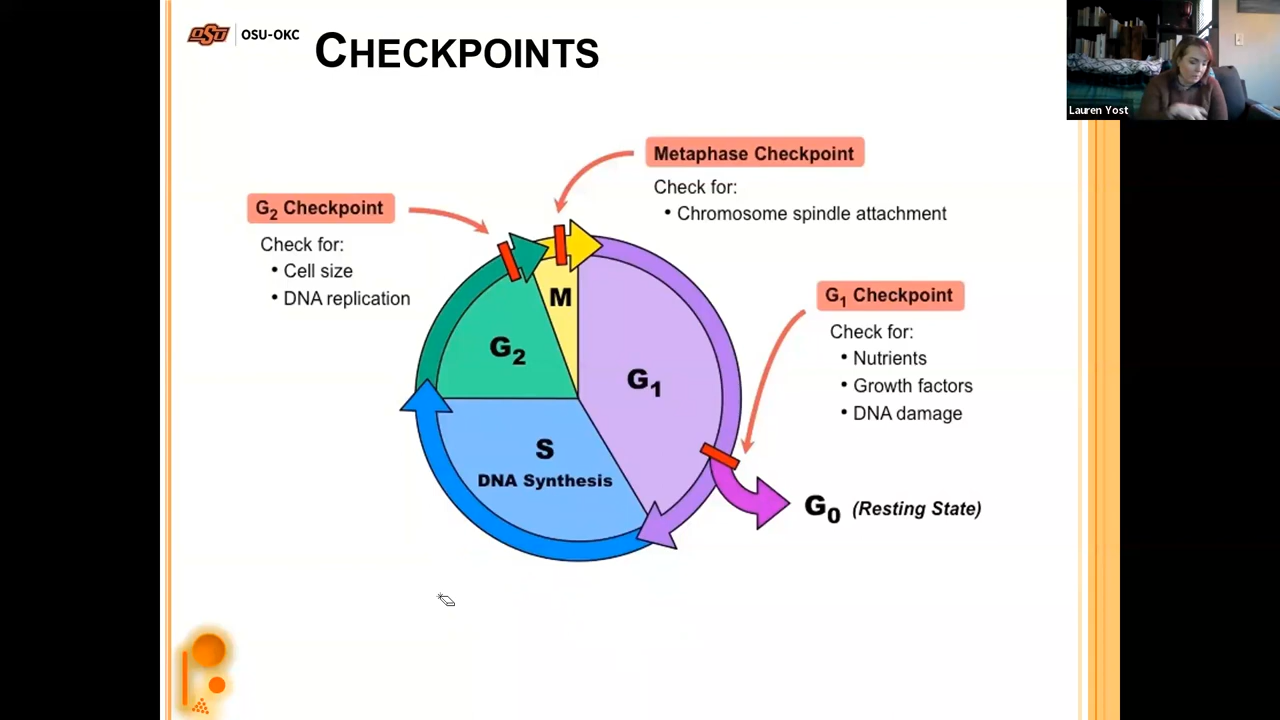 OSU
OSU-OKC
CHECKPOINTS
Lauren Yost
Metaphase Checkpoint
Check for:
• Chromosome spindle attachment
G2 Checkpoint
Check for:
• Cell size
• DNA replication
G1 Checkpoint
Check for:
• Nutrients
• Growth factors
• DNA damage
M
G2
G1
S
DNA Synthesis
G0 (Resting State)